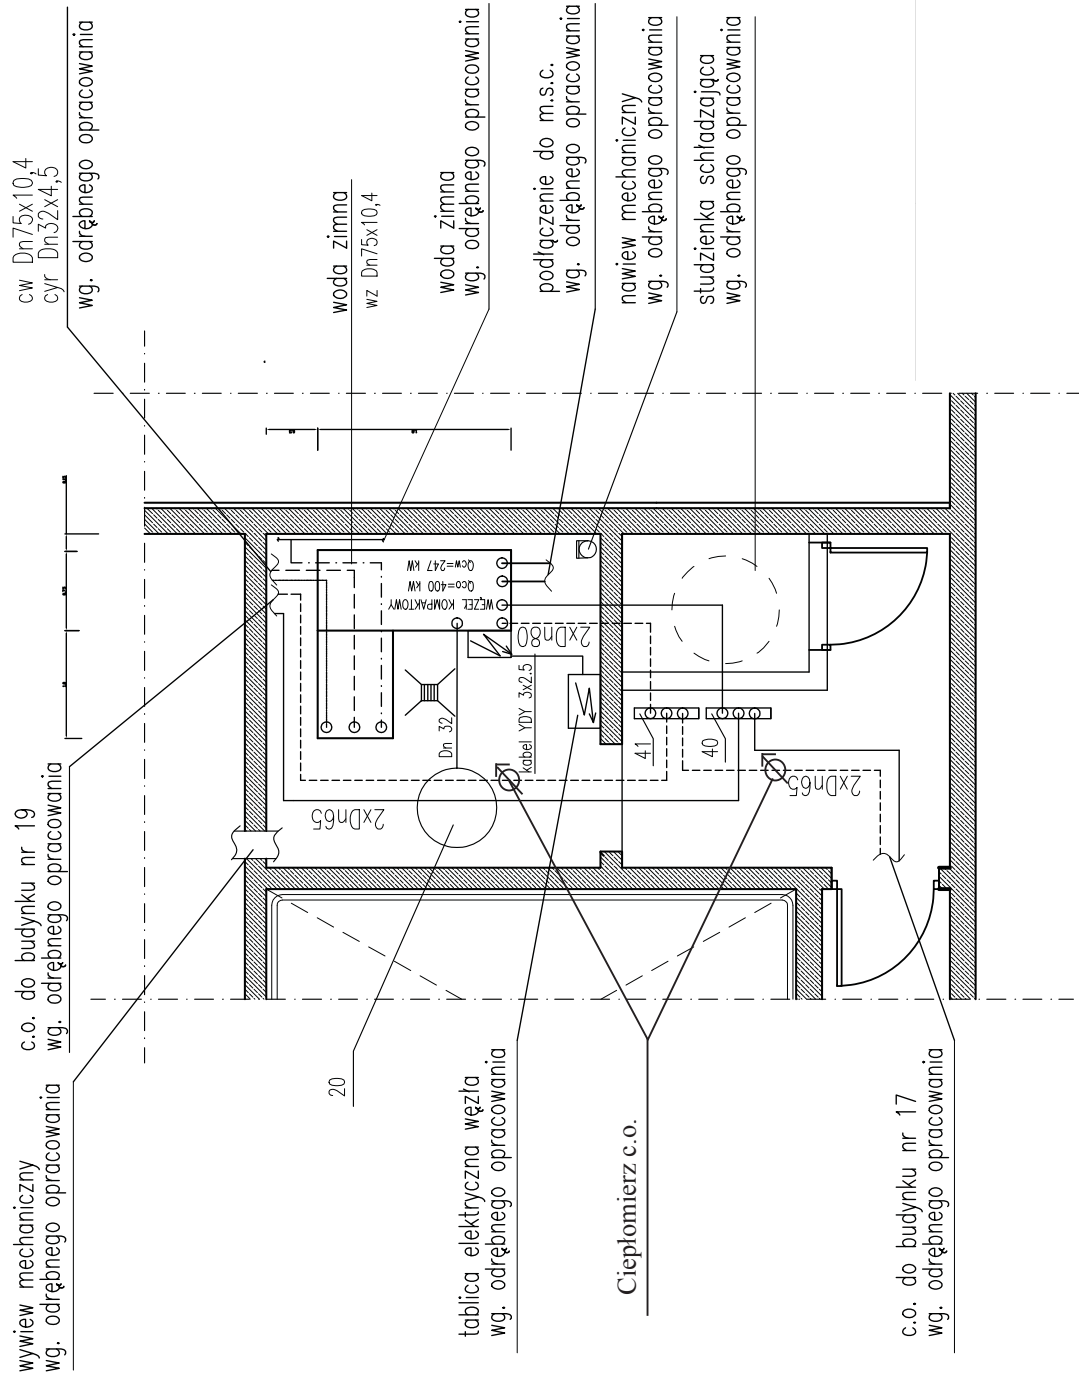 wywiew mechaniczny
wg. odrębnego opracowania
c.o. do budynku nr 19
wg. odrębnego opracowania
cw Dn75x10,4
cyr Dn32x4,5
wg. odrębnego opracowania
woda zimna
wz Dn75x10,4
woda zimna
wg. odrębnego opracowania
podłączenie do m.s.c.
wg. odrębnego opracowania
nawiew mechaniczny
wg. odrębnego opracowania
studzienka schładzająca
wg. odrębnego opracowania
20
tablica elektryczna węzła
wg. odrębnego opracowania
Ciepłomierz c.o.
c.o. do budynku nr 17
wg. odrębnego opracowania
WĘZEŁ KOMPAKTOWY
Qco=400 kW
Qcw=247 kW
2xDn65
Dn 32
kabel YDY 3x2.5
2xDn80
41
40
2xDn65